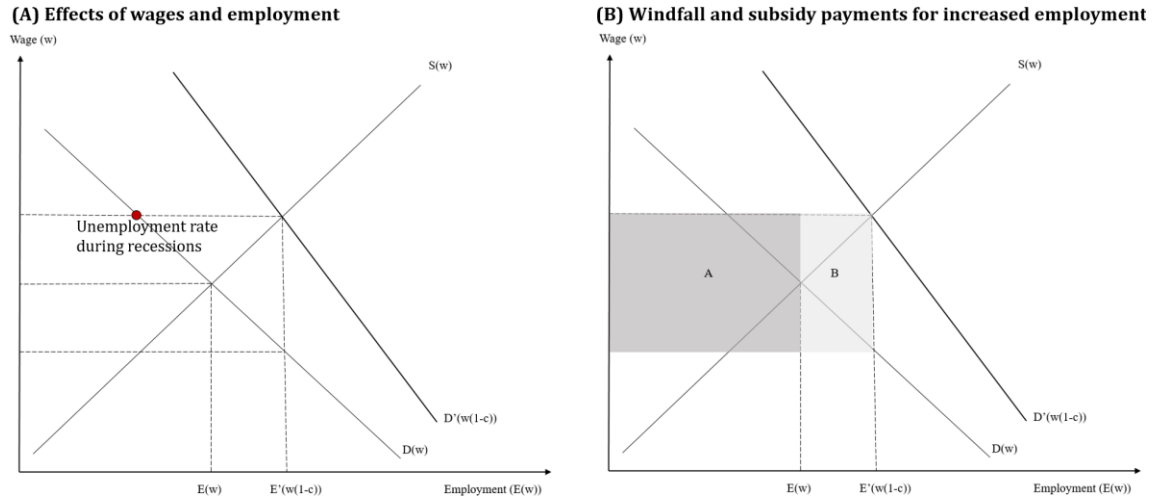 (A) Effects of wages and employment
Wage (w)
S(w)
Unemployment rate
during recessions
D’(w(1-c))
D(w)
E(w)
E’(w(1-c))
Employment (E(w))
(B) Windfall and subsidy payments for increased employment
Wage (w)
S(w)
A
B
D’(w(1-c))
D(w)
E(w)
E’(w(1-c))
Employment (E(w))